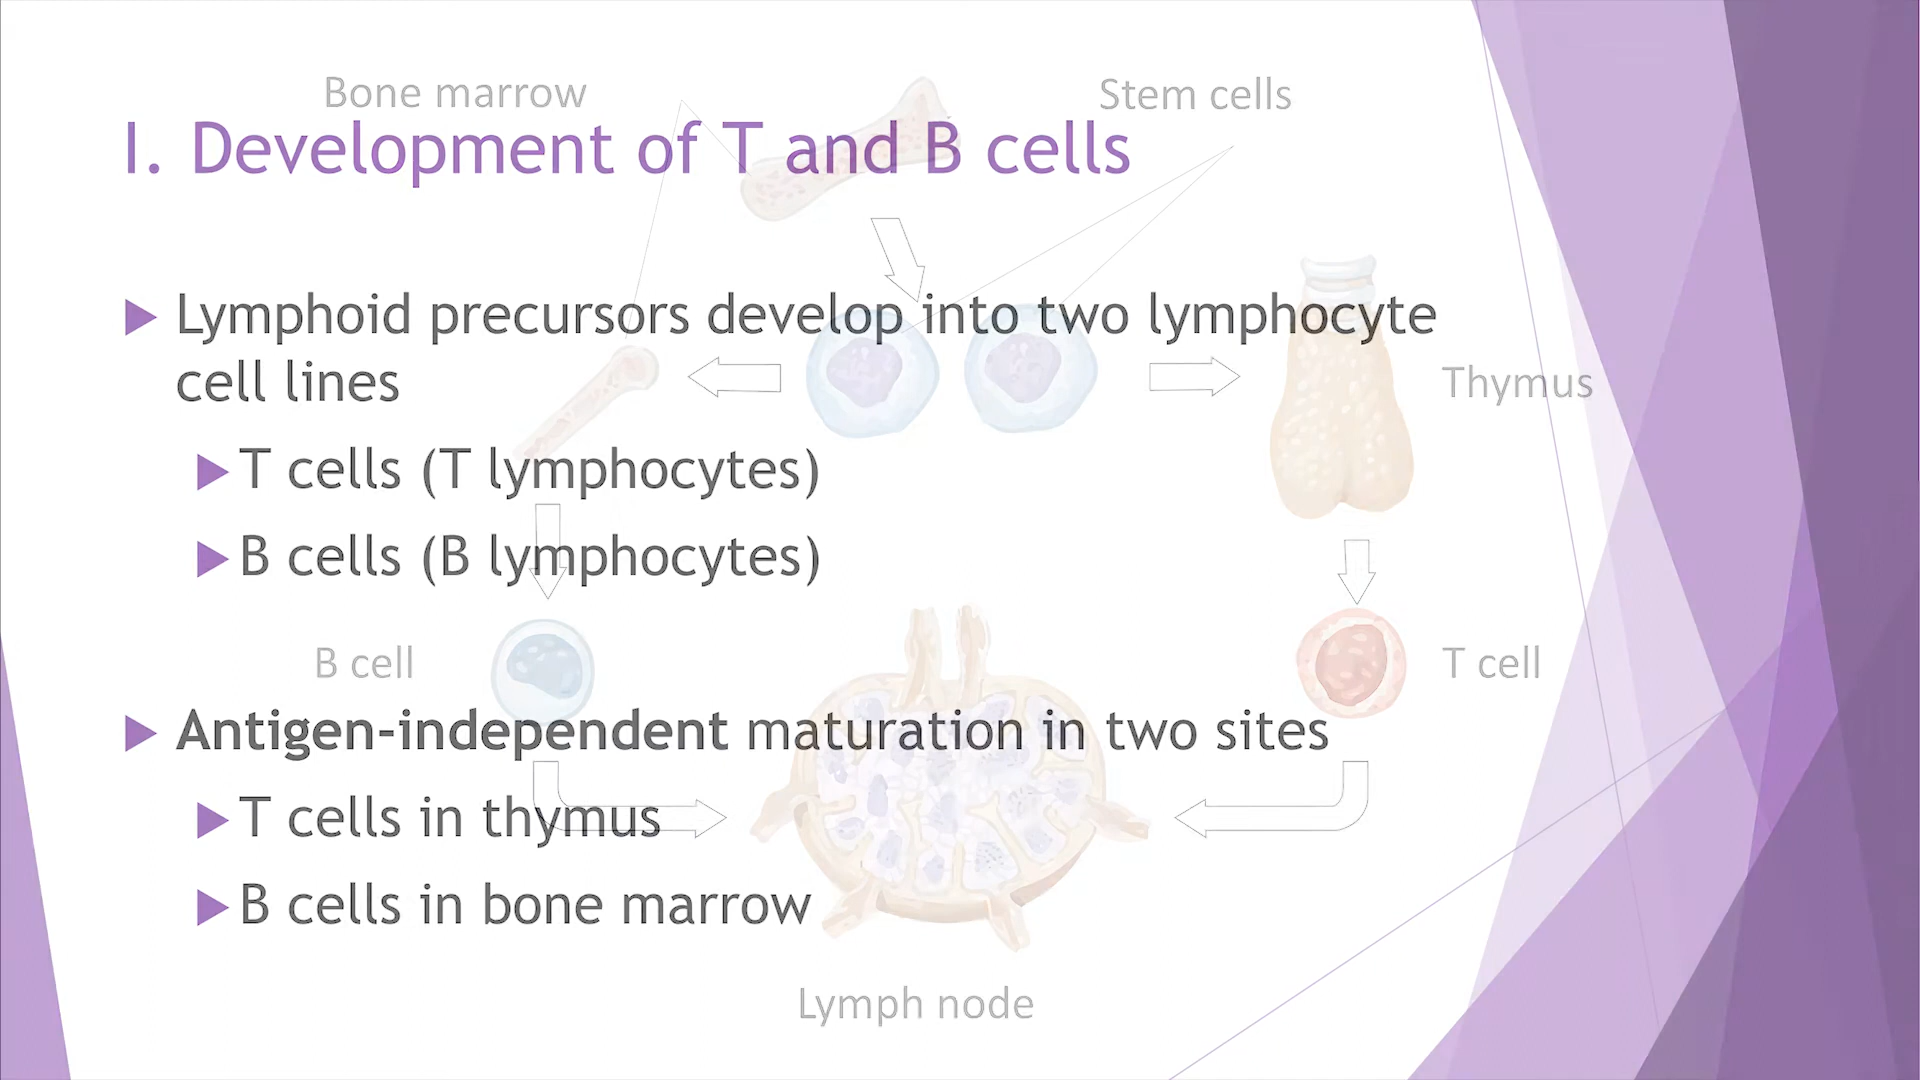 Bone marrow
Stem cells
I. Development of T and B cells
Lymphoid precursors develop into two lymphocyte
cell lines
Thymus
T cells (T lymphocytes)
B cells (B lymphocytes)
B cell
T cell
Antigen-independent maturation in two sites
T cells in thymus
B cells in bone marrow
Lymph node